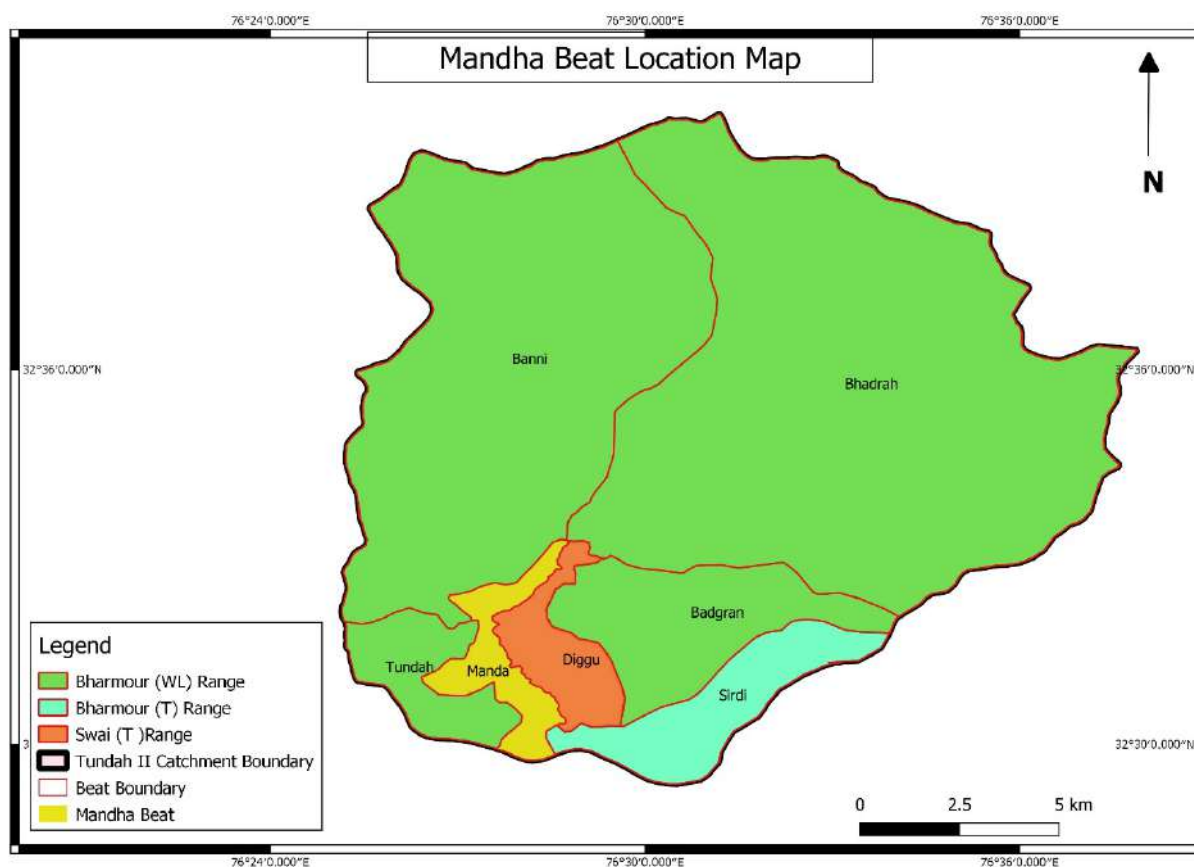 76°24'0.000"E
76°30'0.000"E
76°36'0.000"E
Mandha Beat Location Map
N
Banni
32°36'0.000"N
32°36'0.000"N
Bhadrah
Badgran
Tundah
Manda
Diggu
Sirdi
Legend
Bharmour (WL) Range
Bharmour (T) Range
Swai (T )Range
Tundah II Catchment Boundary
Beat Boundary
Mandha Beat
3
32°30'0.000"N
0 2.5 5 km
76°24'0.000"E
76°30'0.000"E
76°36'0.000"E